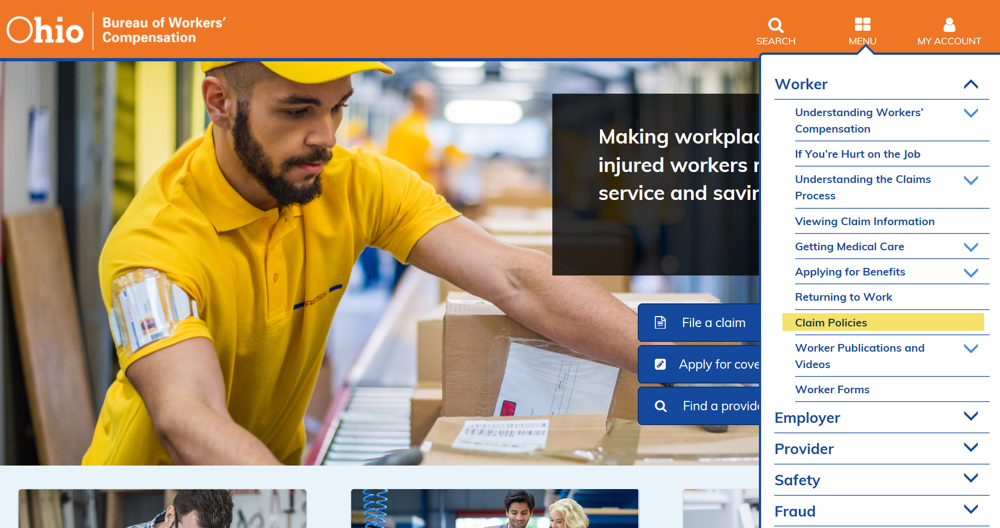 Ohio
Bureau of Workers'
Compensation
SEARCH
MENU
MY ACCOUNT
Making workplac
injured workers r
service and savin
File a claim
Apply for cove
Find a provide
RESS
Worker
Understanding Workers'
Compensation
If You're Hurt on the Job
Understanding the Claims
Process
Viewing Claim Information
Getting Medical Care
Applying for Benefits
Returning to Work
Claim Policies
Worker Publications and
Videos
Worker Forms
Employer
Provider
Safety
Fraud